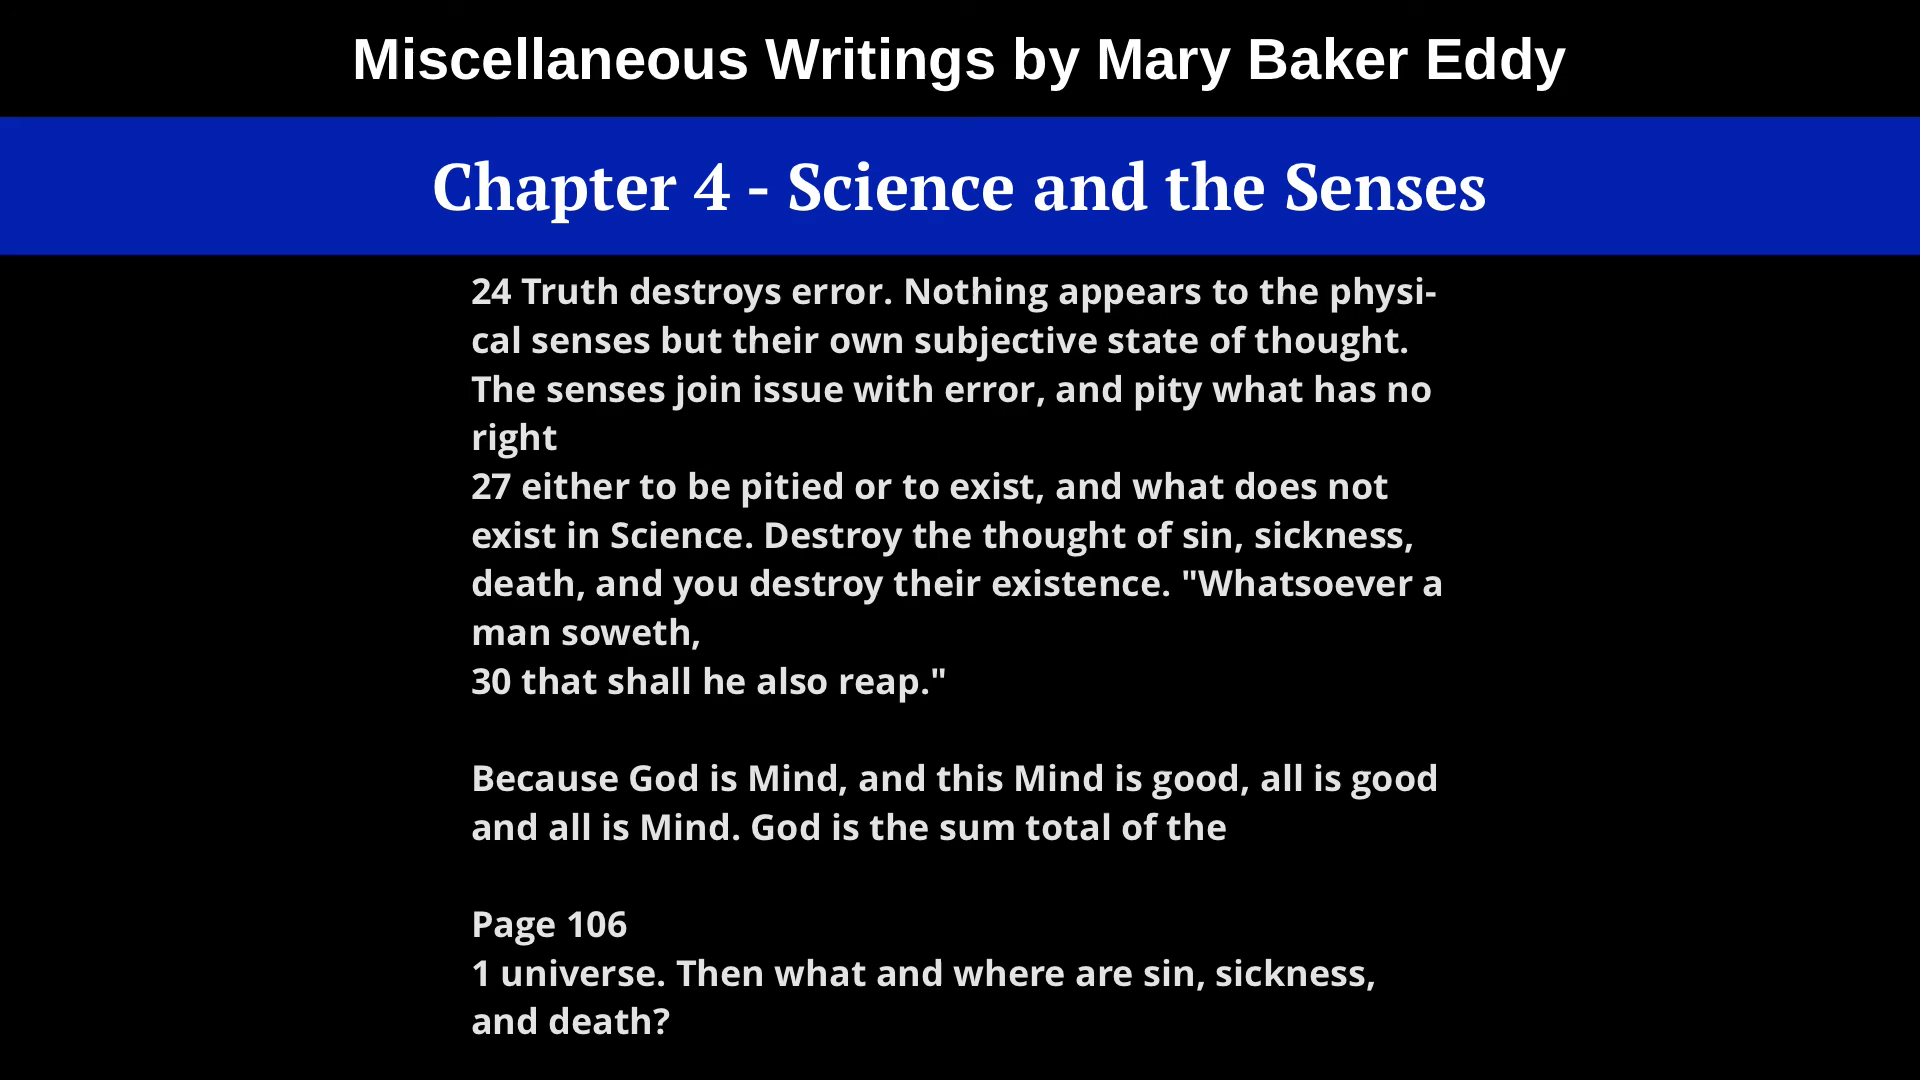 Miscellaneous Writings by Mary Baker Eddy
Chapter 4 - Science and the Senses
24 Truth destroys error. Nothing appears to the physi-
cal senses but their own subjective state of thought.
The senses join issue with error, and pity what has no
right
27 either to be pitied or to exist, and what does not
exist in Science. Destroy the thought of sin, sickness,
death, and you destroy their existence. "Whatsoever a
man soweth,
30 that shall he also reap."
Because God is Mind, and this Mind is good, all is good
and all is Mind. God is the sum total of the
Page 106
1 universe. Then what and where are sin, sickness,
and death?